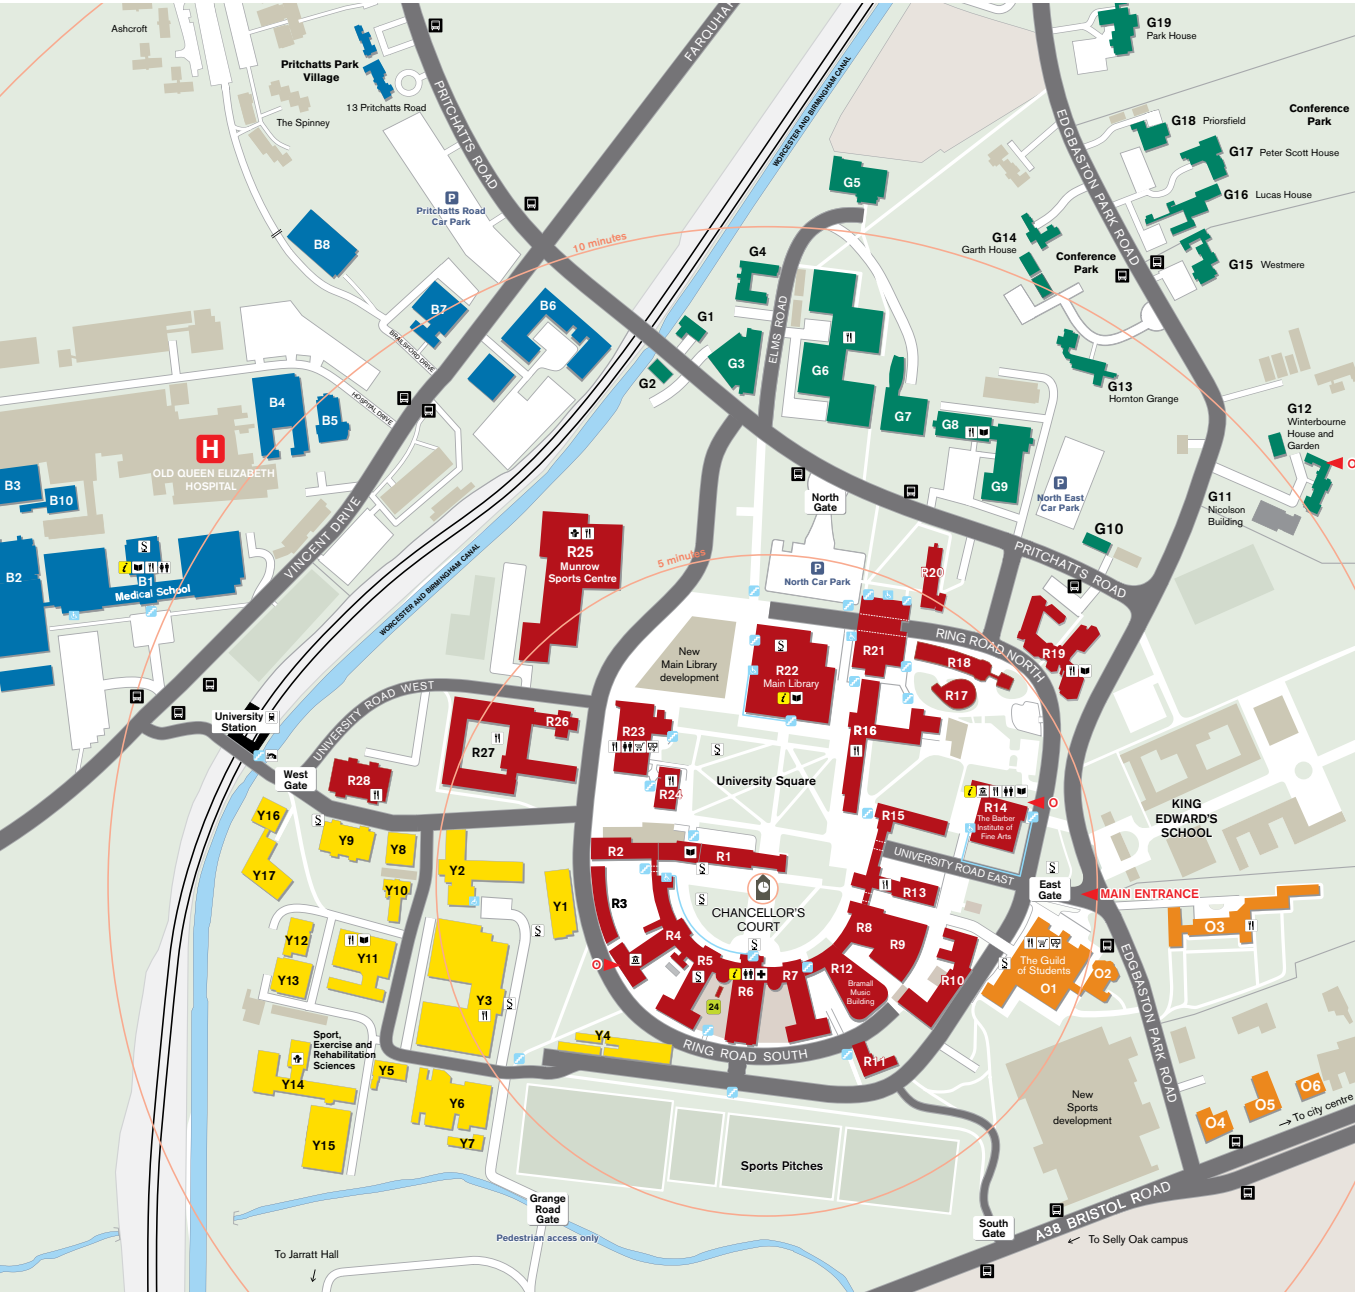 Ashcroft
Pritchatts Park
Village
13 Pritchatts Road
The Spinney
PRITCHATTS ROAD
FARQUHAR
WORCESTER AND BIRMINGHAM CANAL
G19
Park House
EDGBASTON PARK ROAD
Conference
Park
G18 Priorsfield
G17 Peter Scott House
G16 Lucas House
G15 Westmere
G14
Garth House
Conference
Park
G5
P
Pritchatts Road
Car Park
10 minutes
B8
B7
B6
BRAILSFORD DRIVE
HOSPITAL DRIVE
G4
G1
G2
G3
ELMS ROAD
G6
G7
G8
G9
G13
Hornton Grange
G12
Winterbourne
House and
Garden
O
G11
Nicolson
Building
P
North East
Car Park
G10
B4
B5
H
OLD QUEEN ELIZABETH
HOSPITAL
B3
B10
B2
i
B1
Medical School
VINCENT DRIVE
WORCESTER AND BIRMINGHAM CANAL
North
Gate
PRITCHATTS ROAD
R25
Munrow
Sports Centre
5 minutes
P
North Car Park
R20
RING ROAD NORTH
New
Main Library
development
R22
Main Library
i
R21
R18
R17
R19
University
Station
UNIVERSITY ROAD WEST
R26
R27
R28
West
Gate
R23
R24
R16
University Square
i
R14
The Barber
Institute of
Fine Arts
O
R15
UNIVERSITY ROAD EAST
KING
EDWARD'S
SCHOOL
Y16
Y17
Y9
Y8
Y10
Y2
Y1
R2
R1
R3
R4
R5
CHANCELLOR'S
COURT
R13
East
Gate
MAIN ENTRANCE
O3
Y12
Y13
Y11
Y3
O
i
R6
24
R7
R8
R9
R12
Bramall
Music
Building
R10
R11
The Guild
of Students
O1
O2
EDGBASTON PARK ROAD
Sport,
Exercise and
Rehabilitation
Sciences
Y14
Y5
Y4
RING ROAD SOUTH
Y6
Y7
Y15
New
Sports
development
O4
O5
O6
To city centre
Sports Pitches
Grange
Road
Gate
Pedestrian access only
South
Gate
A38 BRISTOL ROAD
To Selly Oak campus
To Jarratt Hall